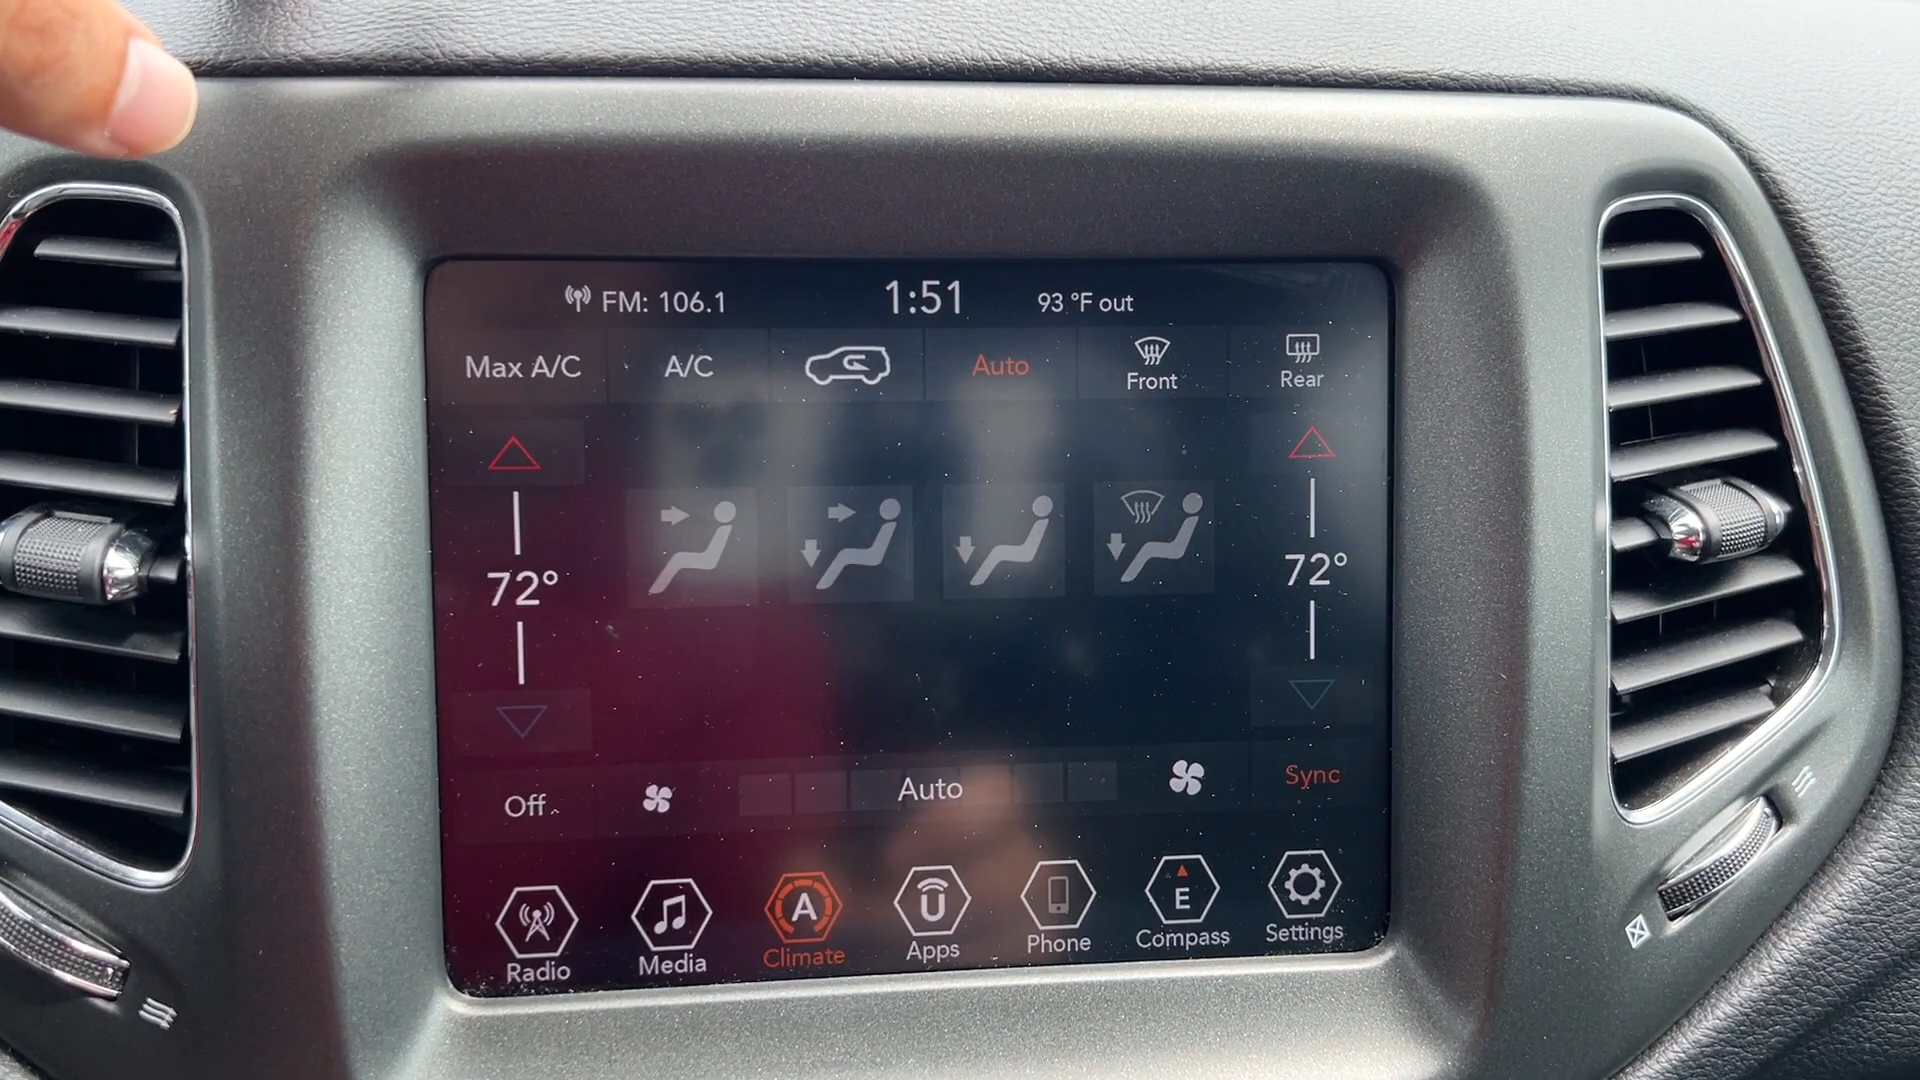 FM: 106.1 1:51 93 °F out
Max A/C A/C Auto Front Rear
72° 72°
Off Auto Sync
A U E
Radio Media Climate Apps Phone Compass Settings